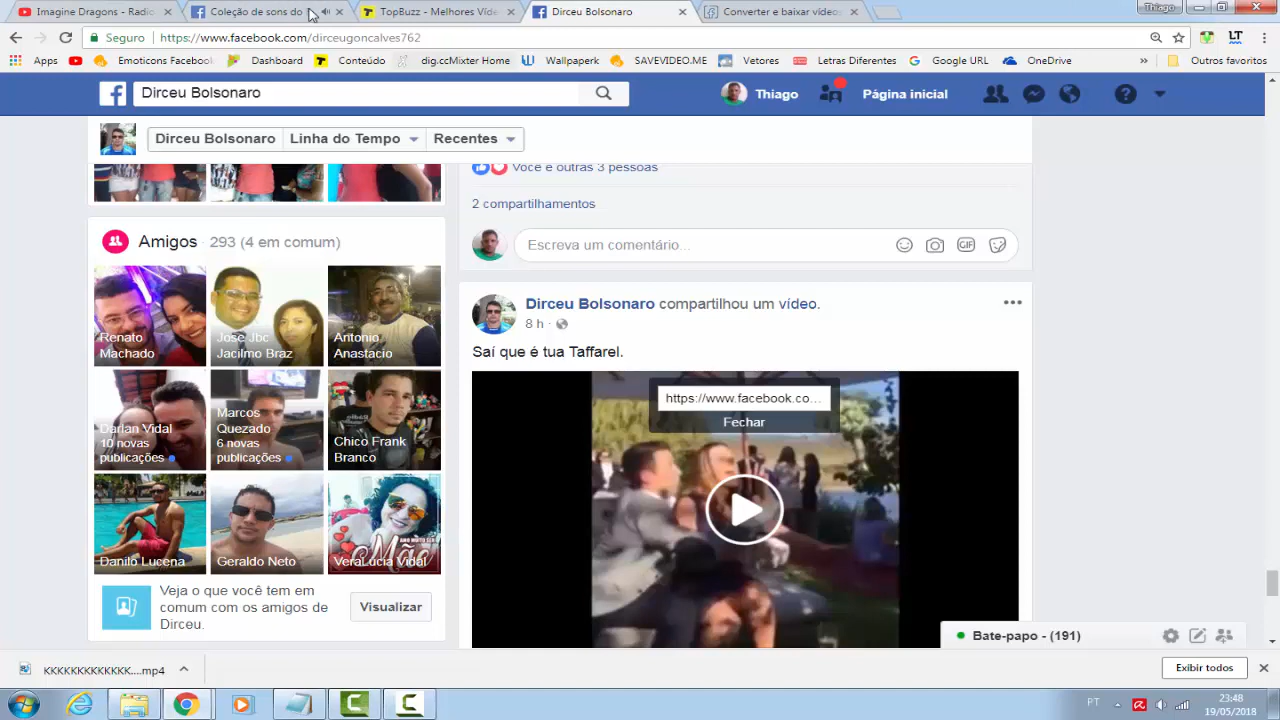 Imagine Dragons - Radio
Coleção de sons do
TopBuzz - Melhores Víde
Dirceu Bolsonaro
Converter e baixar vídeos
Thiago
Seguro
https://www.facebook.com/dirceugoncalves762
Apps
Emoticons Facebook
Dashboard
Conteúdo
dig.ccMixter Home
Wallpaperk
SAVEVIDEO.ME
Vetores
Letras Diferentes
Google URL
OneDrive
»
Outros favoritos
Dirceu Bolsonaro
Thiago
Página inicial
Dirceu Bolsonaro
Linha do Tempo
Recentes
Você e outras 3 pessoas
2 compartilhamentos
Escreva um comentário...
GIF
Amigos · 293 (4 em comum)
Renato Machado
Jose Jbc Jacilmo Braz
Antonio Anastacio
Darlan Vidal
10 novas publicações
Marcos Quezado
6 novas publicações
Chico Frank Branco
Danilo Lucena
Geraldo Neto
VeraLúcia Vidal
Veja o que você tem em comum com os amigos de Dirceu.
Visualizar
Dirceu Bolsonaro compartilhou um vídeo.
8 h ·
Saí que é tua Taffarel.
https://www.facebook.co...
Fechar
Bate-papo - (191)
KKKKKKKKKKKK....mp4
Exibir todos
PT
23:48
19/05/2018